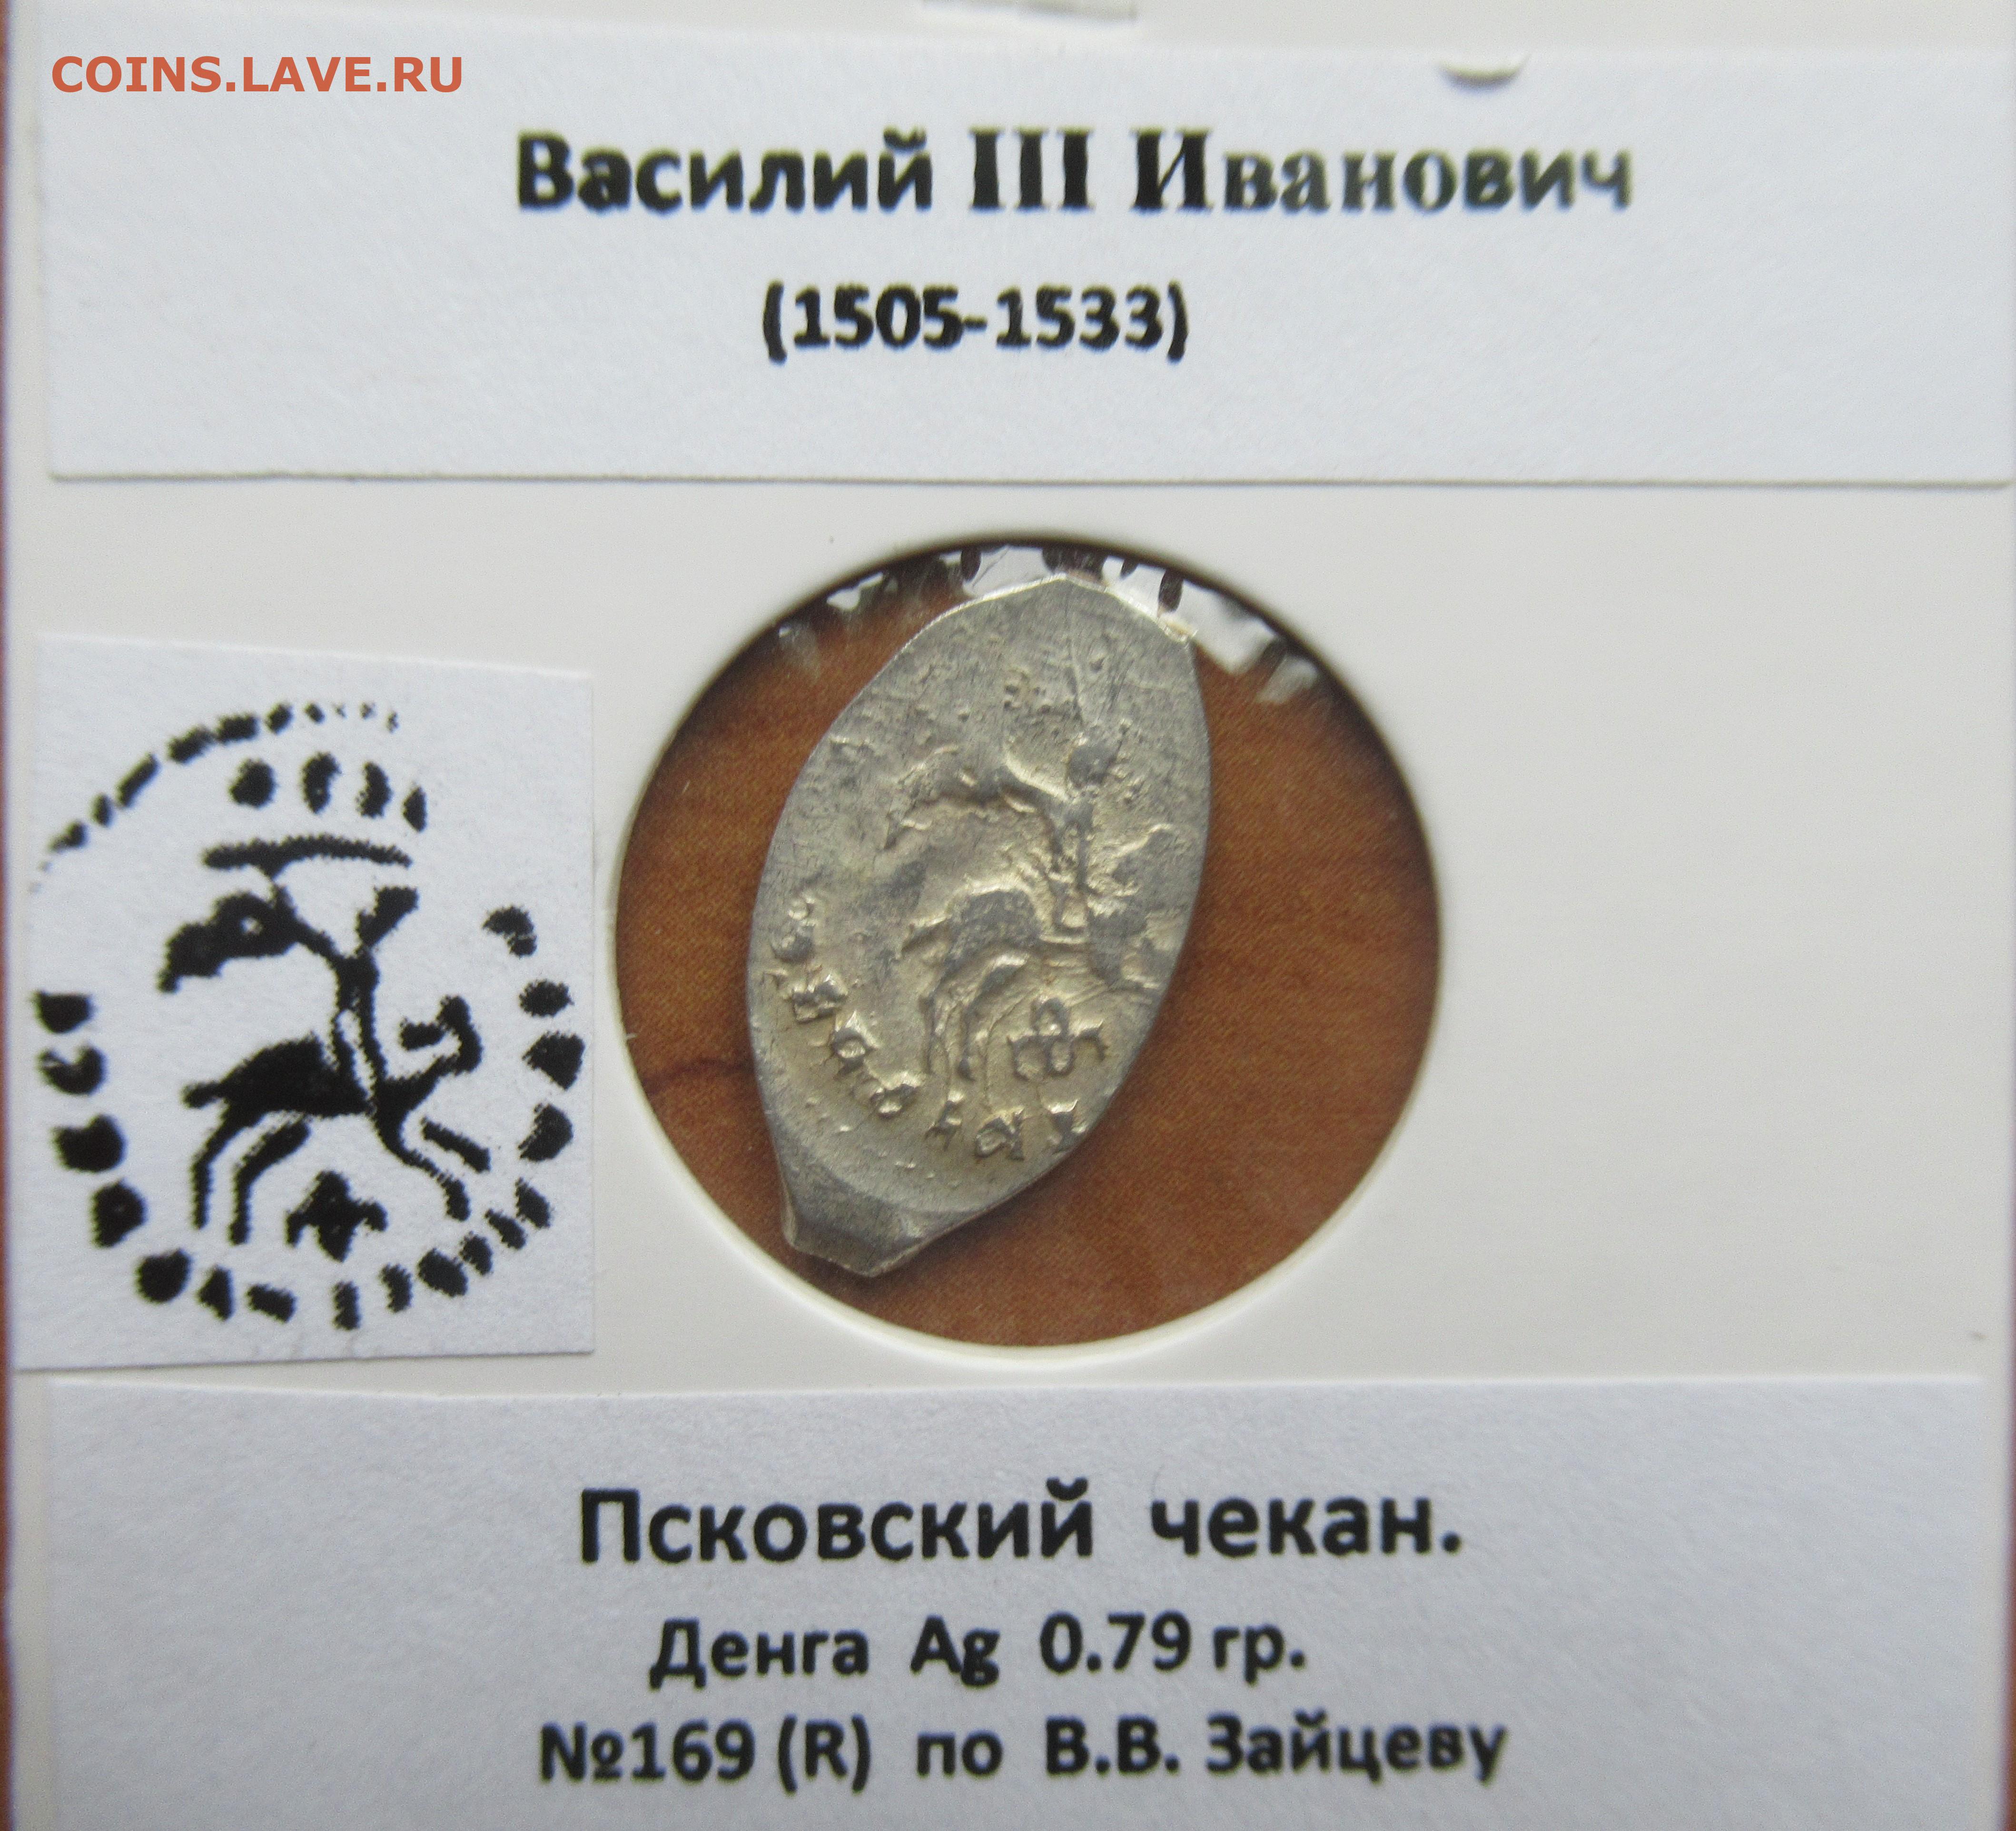 COINS.LAVE.RU
Василий III Иванович
(1505-1533)
Псковский чекан.
Денга Ag 0.79 гр.
№169 (R) по В.В. Зайцеву